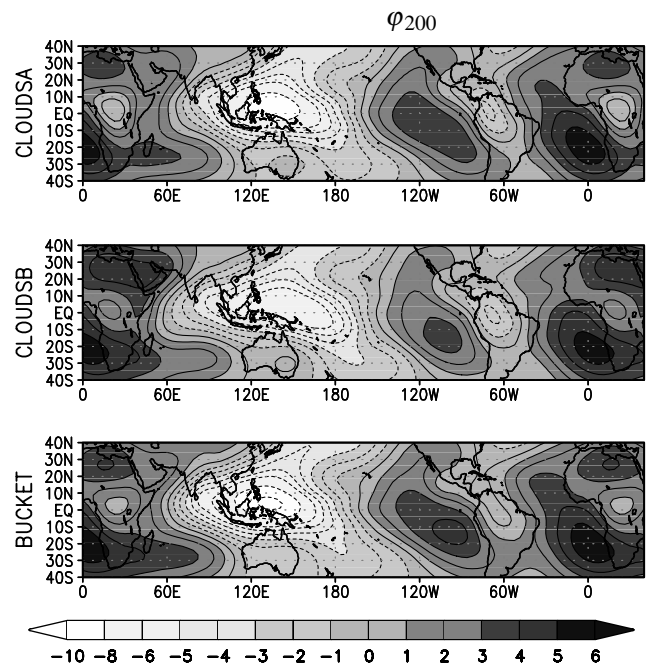 φ200
CLOUDSA
40N
30N
20N
10N
EQ
10S
20S
30S
40S
0 60E 120E 180 120W 60W 0
CLOUDSB
40N
30N
20N
10N
EQ
10S
20S
30S
40S
0 60E 120E 180 120W 60W 0
BUCKET
40N
30N
20N
10N
EQ
10S
20S
30S
40S
0 60E 120E 180 120W 60W 0
-10 -8 -6 -5 -4 -3 -2 -1 0 1 2 3 4 5 6